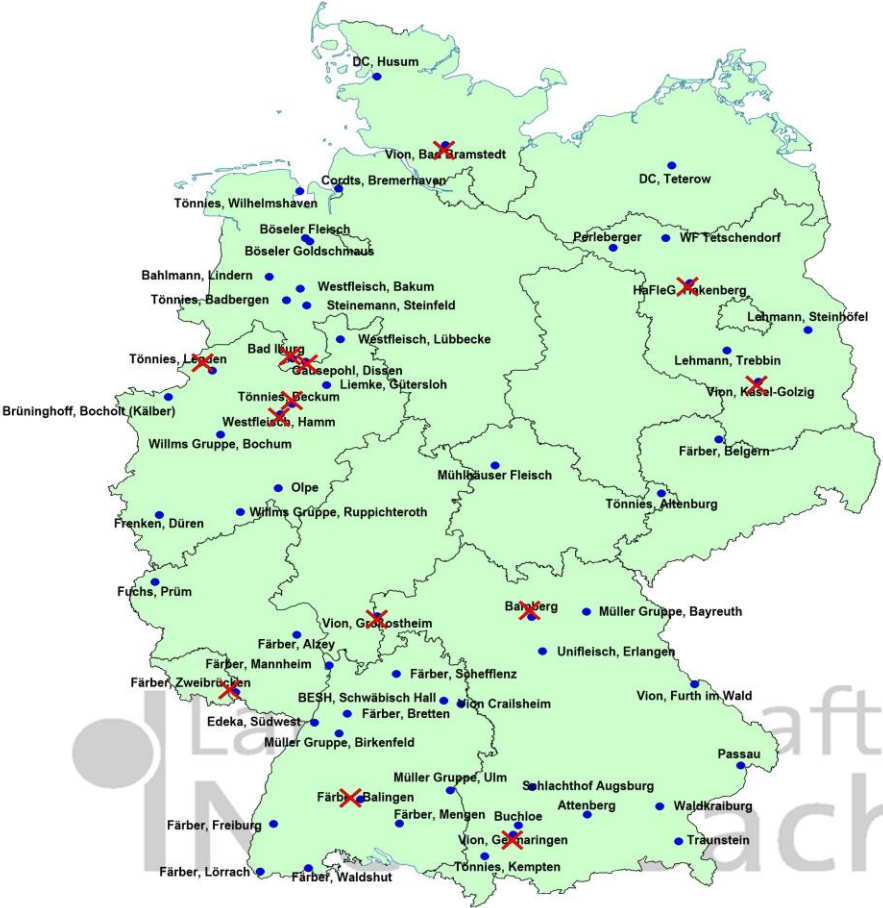 DC, Husum
Vion, Bad Bramstedt
DC, Teterow
Cordts, Bremerhaven
Tönnies, Wilhelmshaven
Böseler Fleisch
Perleberger
WF Tetschendorf
Böseler Goldschmaus
Bahlmann, Lindern
Westfleisch, Bakum
HaFleG, Hakenberg
Tönnies, Badbergen
Steinemann, Steinfeld
Lehmann, Steinhöfel
Westfleisch, Lübbecke
Bad Iburg
Tönnies, Legden
Lehmann, Trebbin
Gausepohl, Dissen
Liemke, Gütersloh
Vion, Kasel-Golzig
Tönnies, Beckum
Brüninghoff, Bocholt (Kälber)
Westfleisch, Hamm
Willms Gruppe, Bochum
Färber, Belgern
Mühlhäuser Fleisch
Olpe
Tönnies, Altenburg
Willms Gruppe, Ruppichteroth
Frenken, Düren
Fuchs, Prüm
Bamberg
Müller Gruppe, Bayreuth
Vion, Großostheim
Färber, Alzey
Unifleisch, Erlangen
Färber, Mannheim
Färber, Schefflenz
Färber, Zweibrücken
Vion, Furth im Wald
BESH, Schwäbisch Hall
Vion Crailsheim
Färber, Bretten
Edeka, Südwest
Müller Gruppe, Birkenfeld
Passau
Müller Gruppe, Ulm
Schlachthof Augsburg
Färber, Balingen
Attenberg
Waldkraiburg
Färber, Mengen
Buchloe
Färber, Freiburg
Vion, Germaringen
Traunstein
Tönnies, Kempten
Färber, Lörrach
Färber, Waldshut